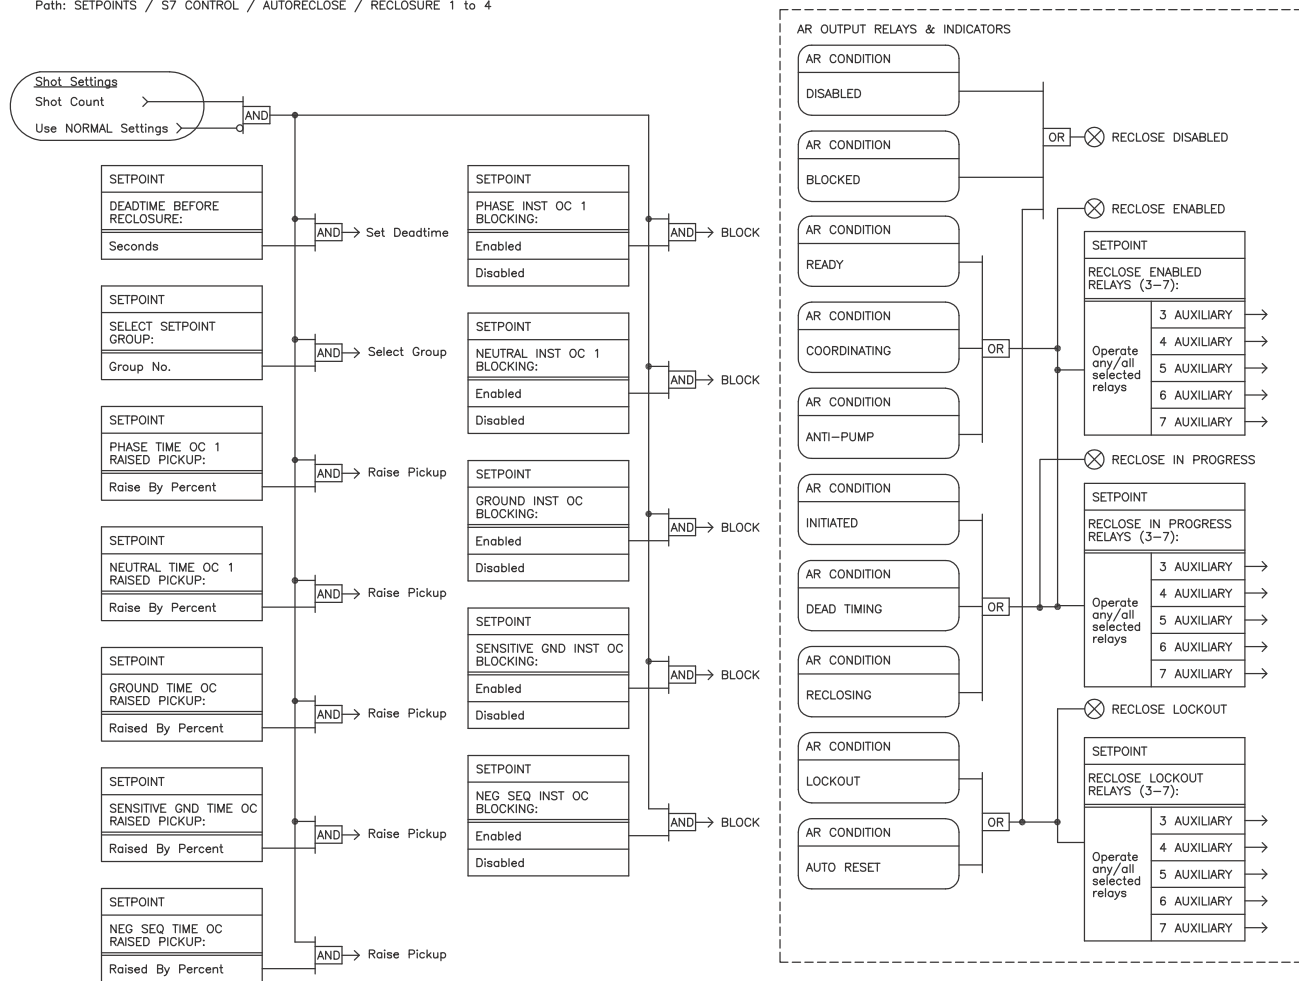 Path: SETPOINTS / S7 CONTROL / AUTORECLOSE / RECLOSURE 1 to 4
Shot Settings
Shot Count
Use NORMAL Settings
AND
SETPOINT
DEADTIME BEFORE
RECLOSURE:
Seconds
AND
Set Deadtime
SETPOINT
SELECT SETPOINT
GROUP:
Group No.
AND
Select Group
SETPOINT
PHASE TIME OC 1
RAISED PICKUP:
Raise By Percent
AND
Raise Pickup
SETPOINT
NEUTRAL TIME OC 1
RAISED PICKUP:
Raise By Percent
AND
Raise Pickup
SETPOINT
GROUND TIME OC
RAISED PICKUP:
Raised By Percent
AND
Raise Pickup
SETPOINT
SENSITIVE GND TIME OC
RAISED PICKUP:
Raised By Percent
AND
Raise Pickup
SETPOINT
NEG SEQ TIME OC
RAISED PICKUP:
Raised By Percent
AND
Raise Pickup
SETPOINT
PHASE INST OC 1
BLOCKING:
Enabled
Disabled
AND
BLOCK
SETPOINT
NEUTRAL INST OC 1
BLOCKING:
Enabled
Disabled
AND
BLOCK
SETPOINT
GROUND INST OC
BLOCKING:
Enabled
Disabled
AND
BLOCK
SETPOINT
SENSITIVE GND INST OC
BLOCKING:
Enabled
Disabled
AND
BLOCK
SETPOINT
NEG SEQ INST OC
BLOCKING:
Enabled
Disabled
AND
BLOCK
AR OUTPUT RELAYS & INDICATORS
AR CONDITION
DISABLED
AR CONDITION
BLOCKED
OR
RECLOSE DISABLED
AR CONDITION
READY
AR CONDITION
COORDINATING
AR CONDITION
ANTI-PUMP
OR
RECLOSE ENABLED
SETPOINT
RECLOSE ENABLED
RELAYS (3-7):
Operate
any/all
selected
relays
3 AUXILIARY
4 AUXILIARY
5 AUXILIARY
6 AUXILIARY
7 AUXILIARY
AR CONDITION
INITIATED
AR CONDITION
DEAD TIMING
AR CONDITION
RECLOSING
OR
RECLOSE IN PROGRESS
SETPOINT
RECLOSE IN PROGRESS
RELAYS (3-7):
Operate
any/all
selected
relays
3 AUXILIARY
4 AUXILIARY
5 AUXILIARY
6 AUXILIARY
7 AUXILIARY
AR CONDITION
LOCKOUT
AR CONDITION
AUTO RESET
OR
RECLOSE LOCKOUT
SETPOINT
RECLOSE LOCKOUT
RELAYS (3-7):
Operate
any/all
selected
relays
3 AUXILIARY
4 AUXILIARY
5 AUXILIARY
6 AUXILIARY
7 AUXILIARY